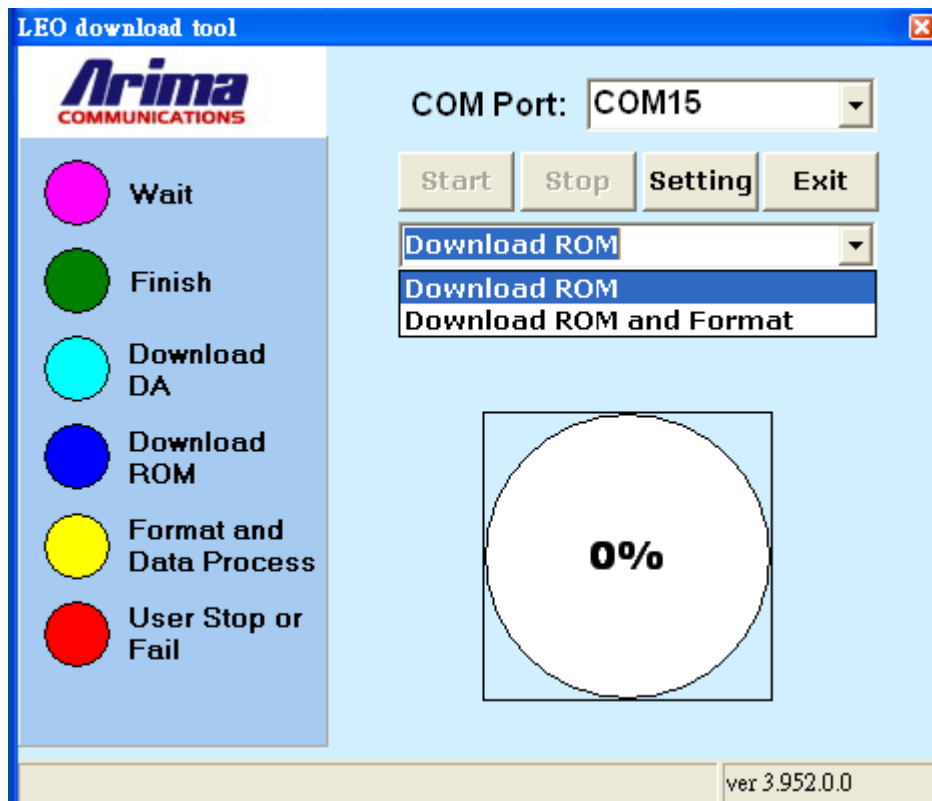 LEO download tool
Arima
COMMUNICATIONS
COM Port: COM15
Start Stop Setting Exit
Download ROM
Download ROM
Download ROM and Format
Wait
Finish
Download
DA
Download
ROM
Format and
Data Process
User Stop or
Fail
0%
ver 3.952.0.0